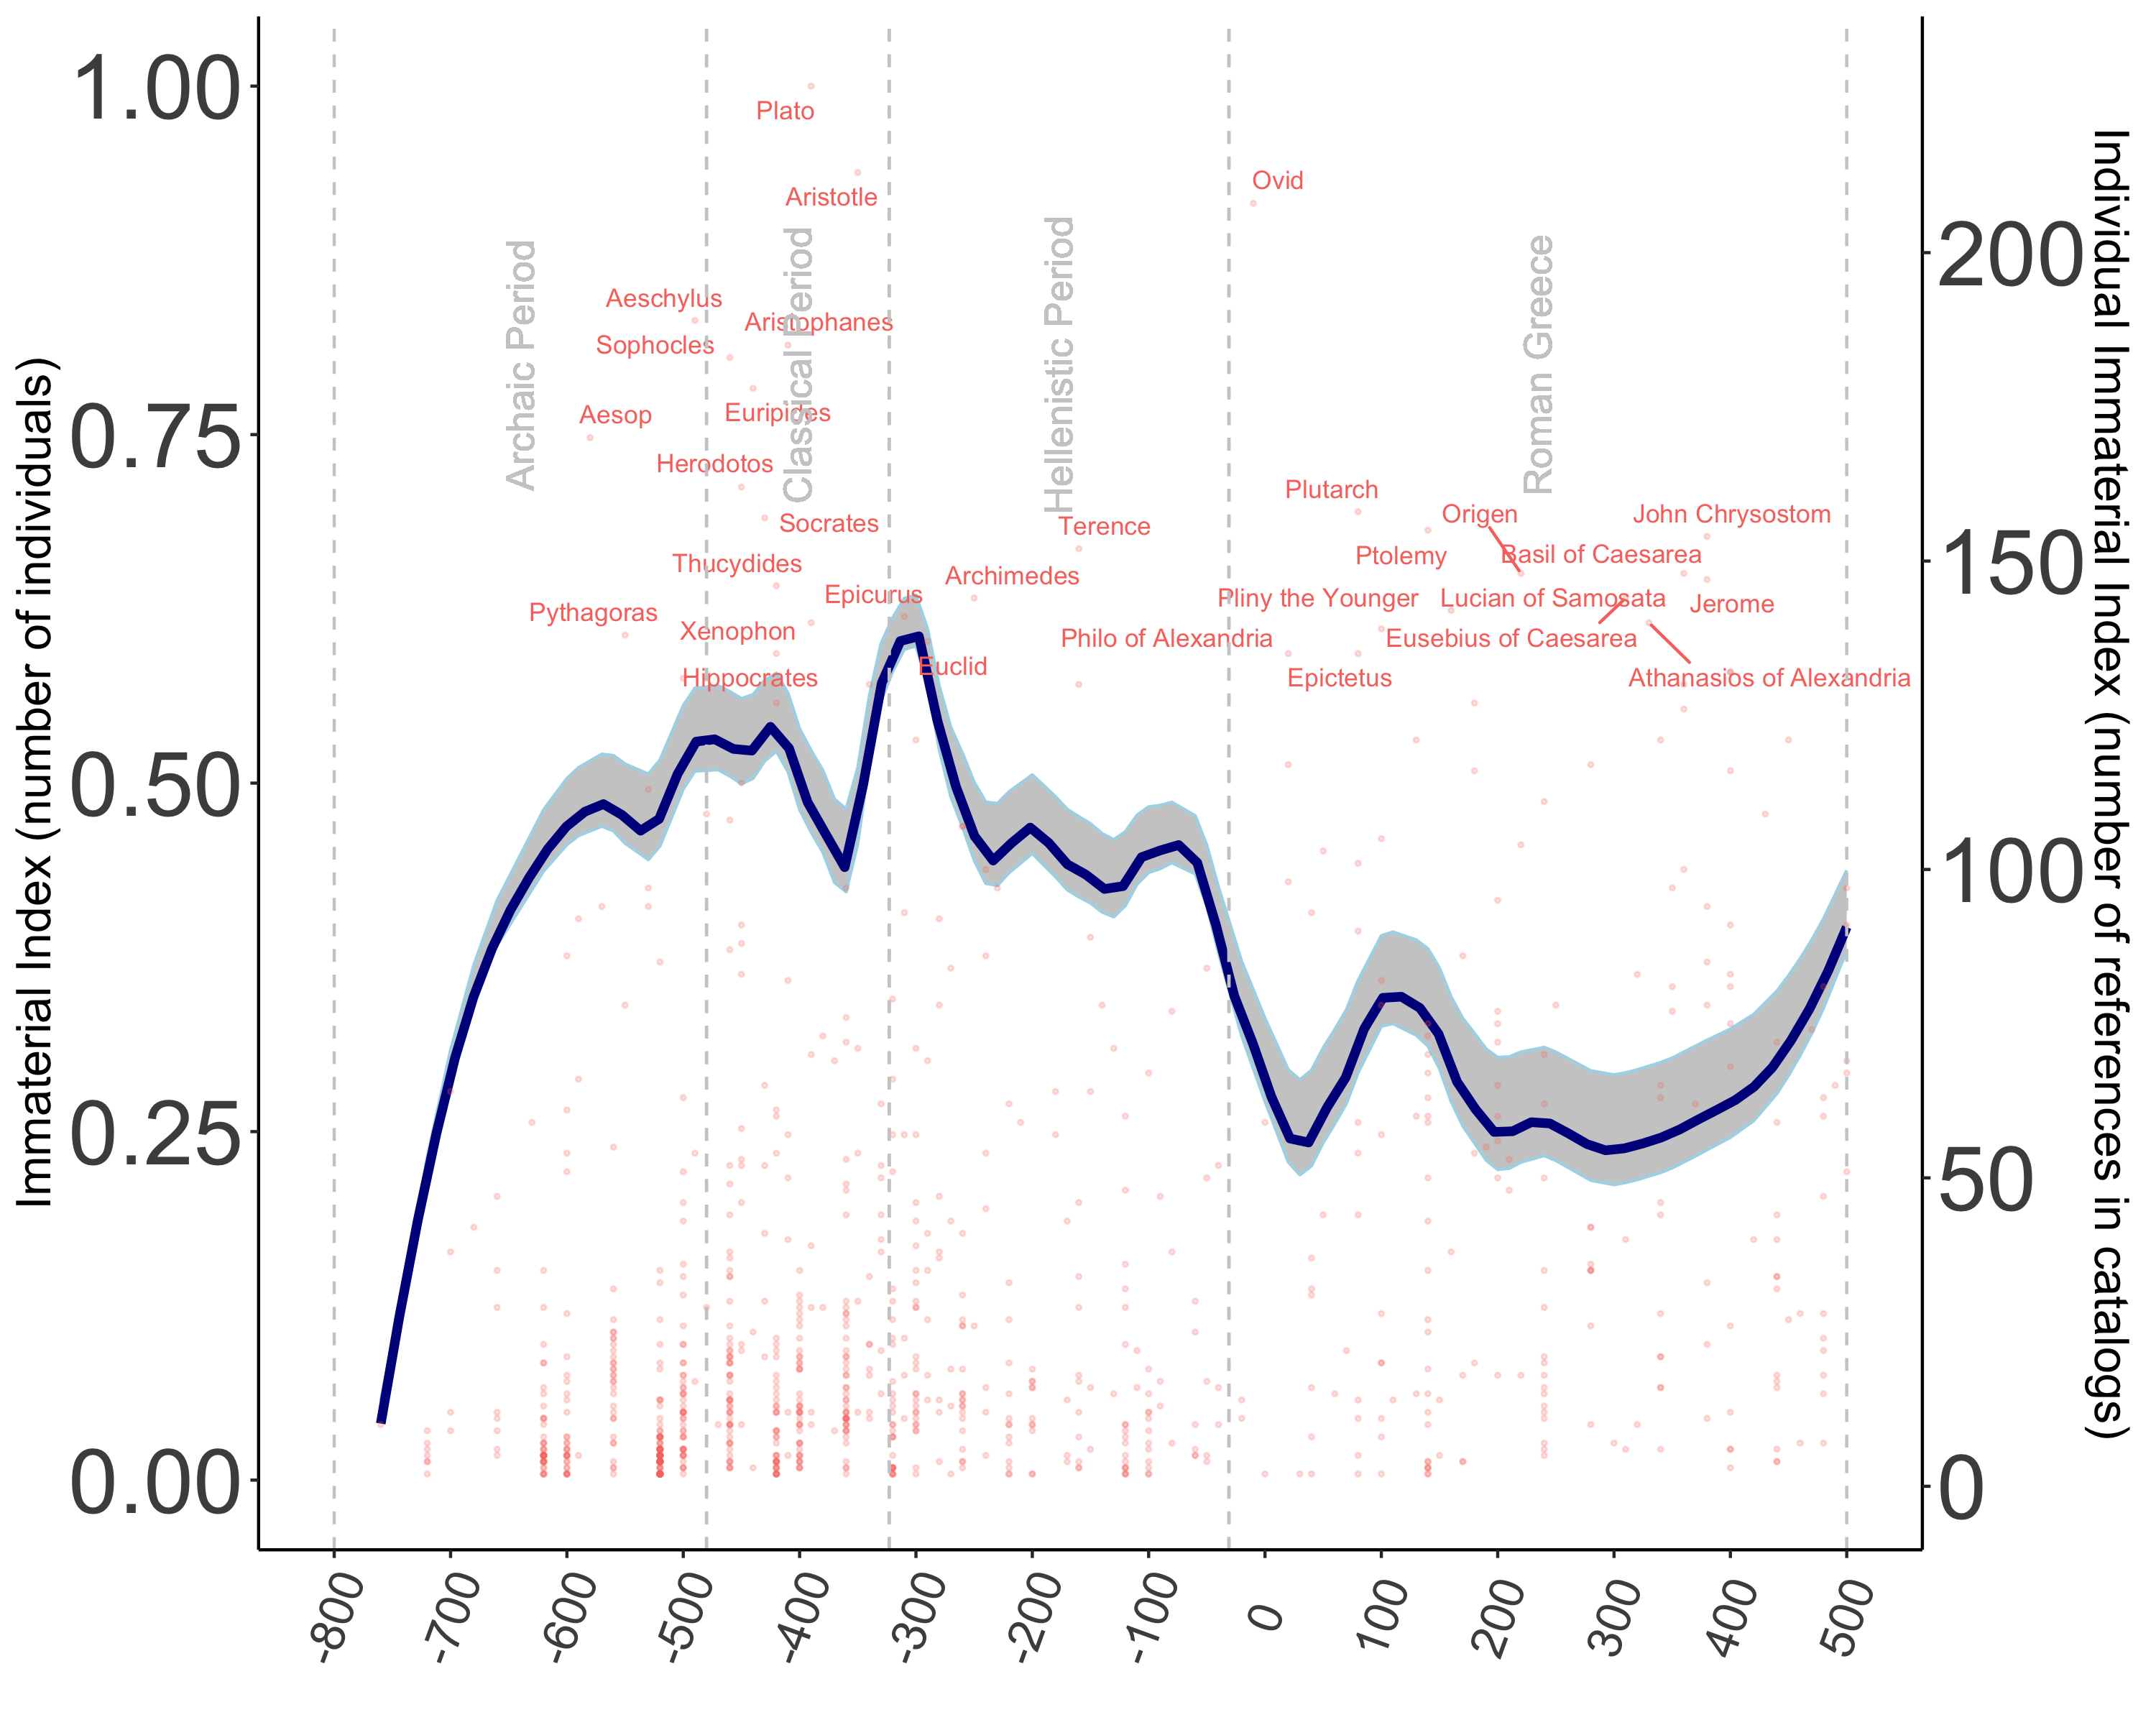 1.00
0.75
0.50
0.25
0.00
Immaterial Index (number of individuals)
200
150
100
50
0
Individual Immaterial Index (number of references in catalogs)
Archaic Period
Classical Period
Hellenistic Period
Roman Greece
Plato
Ovid
Aristotle
Aeschylus
Aristophanes
Sophocles
Aesop
Euripides
Herodotos
Plutarch
Socrates
Terence
Origen
John Chrysostom
Thucydides
Ptolemy
Basil of Caesarea
Archimedes
Epicurus
Pliny the Younger
Lucian of Samosata
Jerome
Pythagoras
Xenophon
Philo of Alexandria
Eusebius of Caesarea
Euclid
Hippocrates
Epictetus
Athanasios of Alexandria
-800
-700
-600
-500
-400
-300
-200
-100
0
100
200
300
400
500